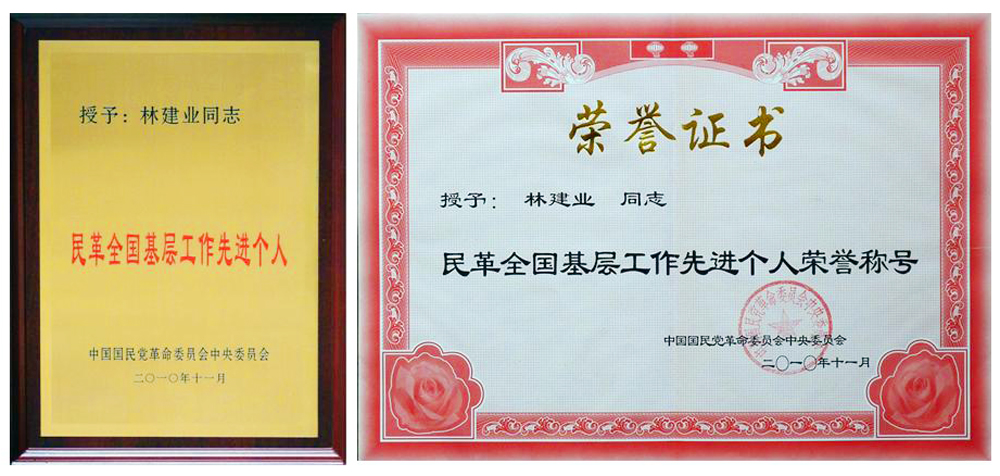 授予：林建业同志
民革全国基层工作先进个人
中国国民党革命委员会中央委员会
二〇一〇年十一月
荣誉证书
授予： 林建业 同志
民革全国基层工作先进个人荣誉称号
中国国民党革命委员会中央委员会
二〇一〇年十一月